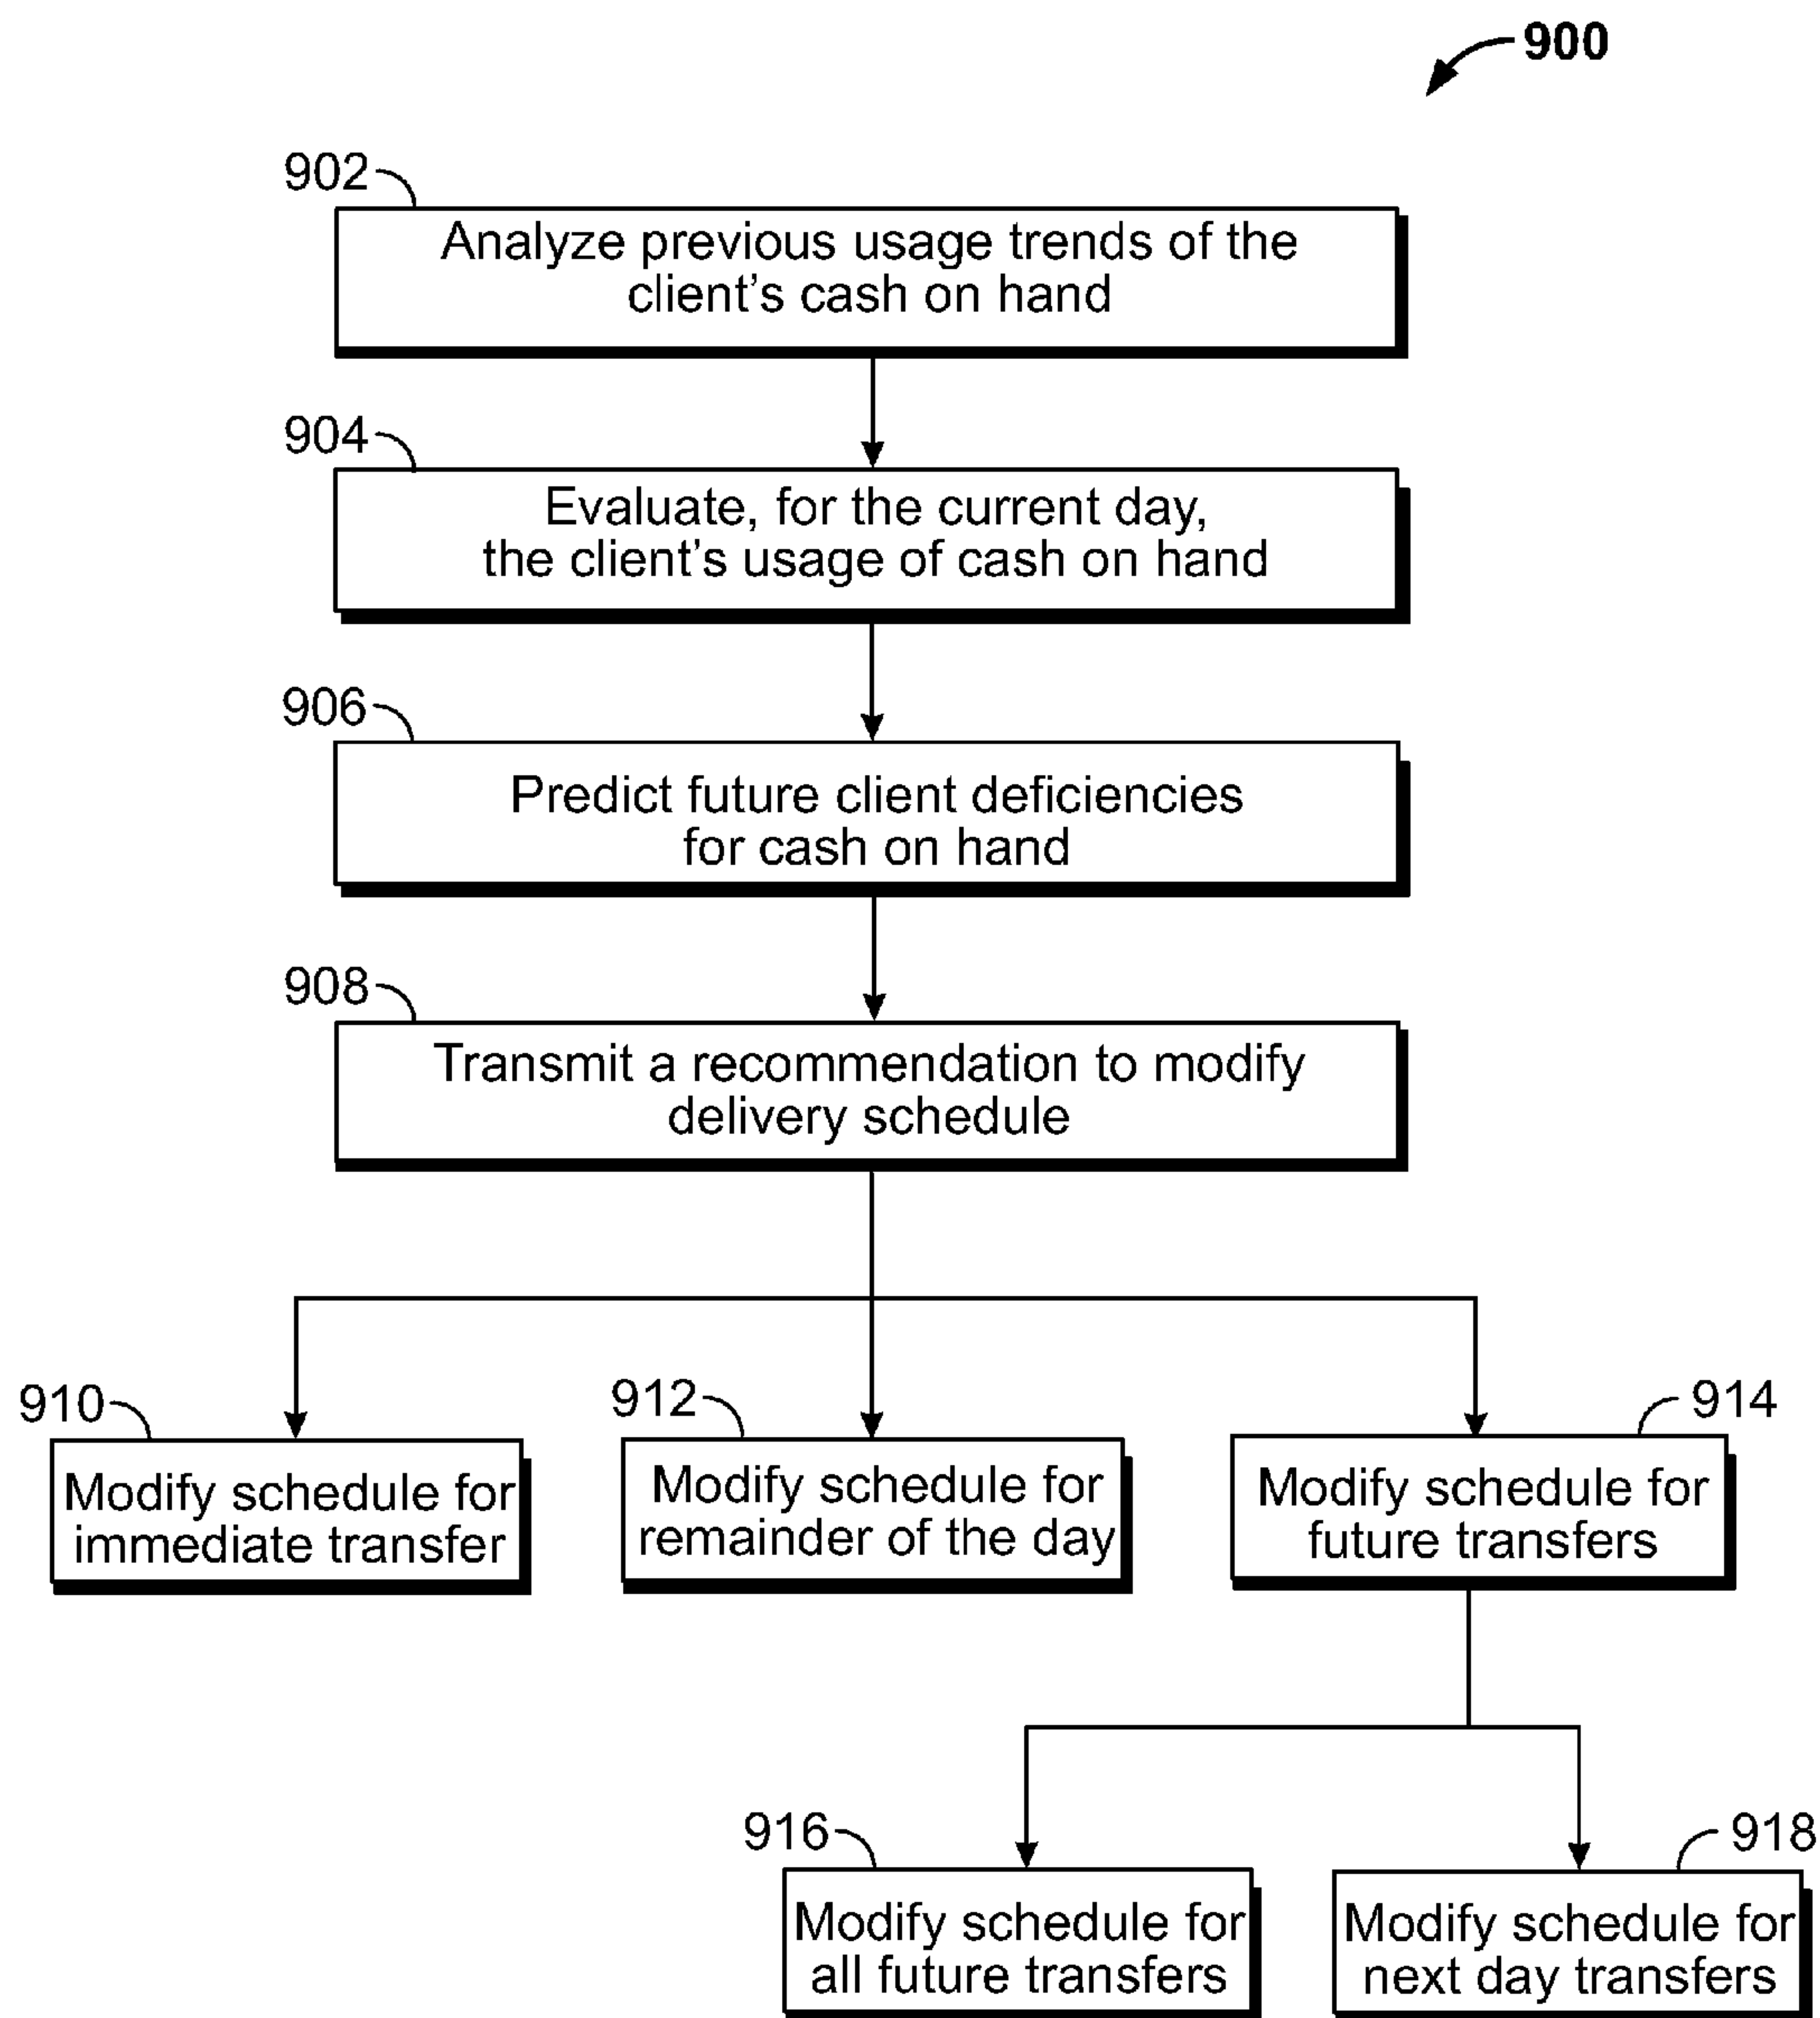 900
902
Analyze previous usage trends of the
client's cash on hand
904
Evaluate, for the current day,
the client's usage of cash on hand
906
Predict future client deficiencies
for cash on hand
908
Transmit a recommendation to modify
delivery schedule
910
Modify schedule for
immediate transfer
912
Modify schedule for
remainder of the day
914
Modify schedule for
future transfers
916
Modify schedule for
all future transfers
918
Modify schedule for
next day transfers